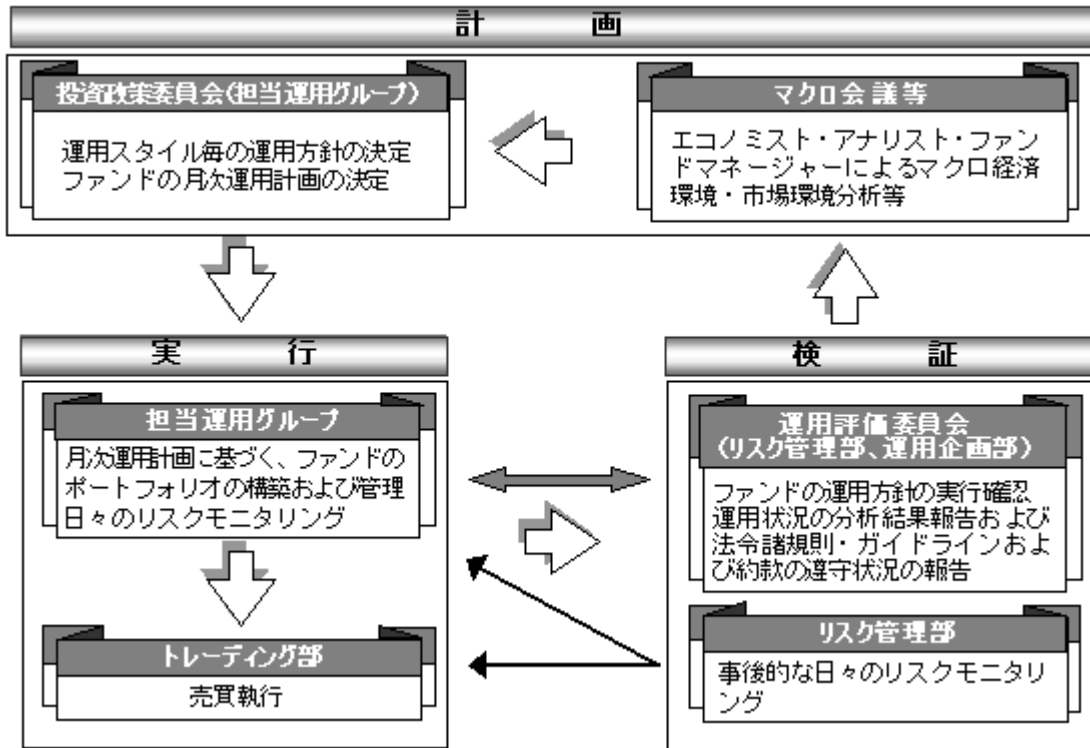 計 画
投資政策委員会(担当運用グループ)
運用スタイル毎の運用方針の決定
ファンドの月次運用計画の決定
マクロ会議等
エコノミスト・アナリスト・ファン
ドマネージャーによるマクロ経済
環境・市場環境分析等
実 行
担当運用グループ
月次運用計画に基づく、ファンドの
ポートフォリオの構築および管理
日々のリスクモニタリング
トレーディング部
売買執行
検 証
運用評価委員会
(リスク管理部、運用企画部)
ファンドの運用方針の実行確認
運用状況の分析結果報告および
法令諸規則・ガイドラインおよ
び約款の遵守状況の報告
リスク管理部
事後的な日々のリスクモニタリ
ング